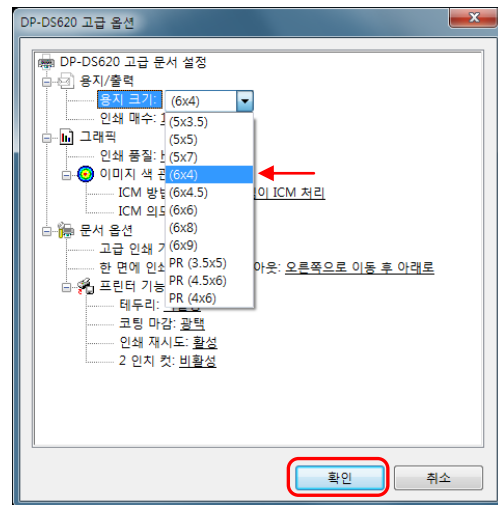 DP-DS620 고급 옵션
DP-DS620 고급 문서 설정
용지/출력
용지 크기: (6x4)
인쇄 매수:
(5x3.5)
그래픽
(5x5)
인쇄 품질:
(5x7)
이미지 색
(6x4)
ICM
(6x4.5)
ICM 처리
ICM
(6x6)
문서 옵션
(6x8)
고급 인쇄
(6x9)
한 면에
PR (3.5x5)
아웃: 오른쪽으로 이동 후 아래로
프린터
PR (4.5x6)
테두리:
PR (4x6)
코팅 마감: 광택
인쇄 재시도: 활성
2 인치 컷: 비활성
확인
취소